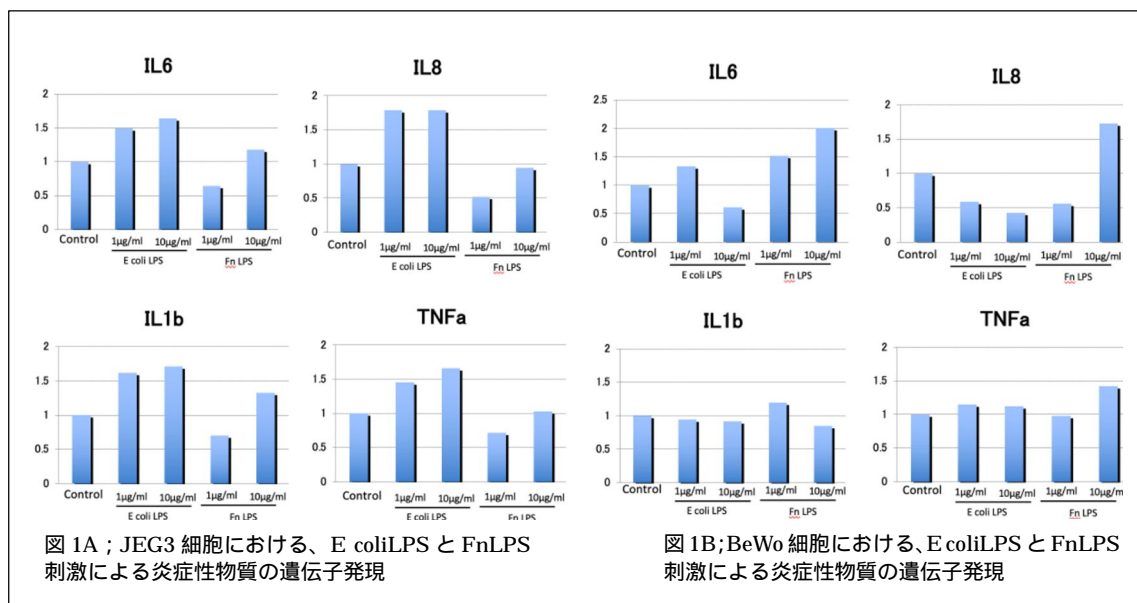 IL6
2
1.5
1
0.5
0
Control 1μg/ml 10μg/ml 1μg/ml 10μg/ml
E coli LPS Fn LPS
IL8
2
1.5
1
0.5
0
Control 1μg/ml 10μg/ml 1μg/ml 10μg/ml
E coli LPS Fn LPS
IL1b
2
1.5
1
0.5
0
Control 1μg/ml 10μg/ml 1μg/ml 10μg/ml
E coli LPS Fn LPS
TNFa
2
1.5
1
0.5
0
Control 1μg/ml 10μg/ml 1μg/ml 10μg/ml
E coli LPS Fn LPS
図 1A ; JEG3 細胞における、E coliLPS と FnLPS
刺激による炎症性物質の遺伝子発現
IL6
2.5
2
1.5
1
0.5
0
Control 1μg/ml 10μg/ml 1μg/ml 10μg/ml
E coli LPS Fn LPS
IL8
2
1.5
1
0.5
0
Control 1μg/ml 10μg/ml 1μg/ml 10μg/ml
E coli LPS Fn LPS
IL1b
2
1.5
1
0.5
0
Control 1μg/ml 10μg/ml 1μg/ml 10μg/ml
E coli LPS Fn LPS
TNFa
2
1.5
1
0.5
0
Control 1μg/ml 10μg/ml 1μg/ml 10μg/m
E coli LPS Fn LPS
図 1B;BeWo 細胞における、E coliLPS と FnLPS
刺激による炎症性物質の遺伝子発現